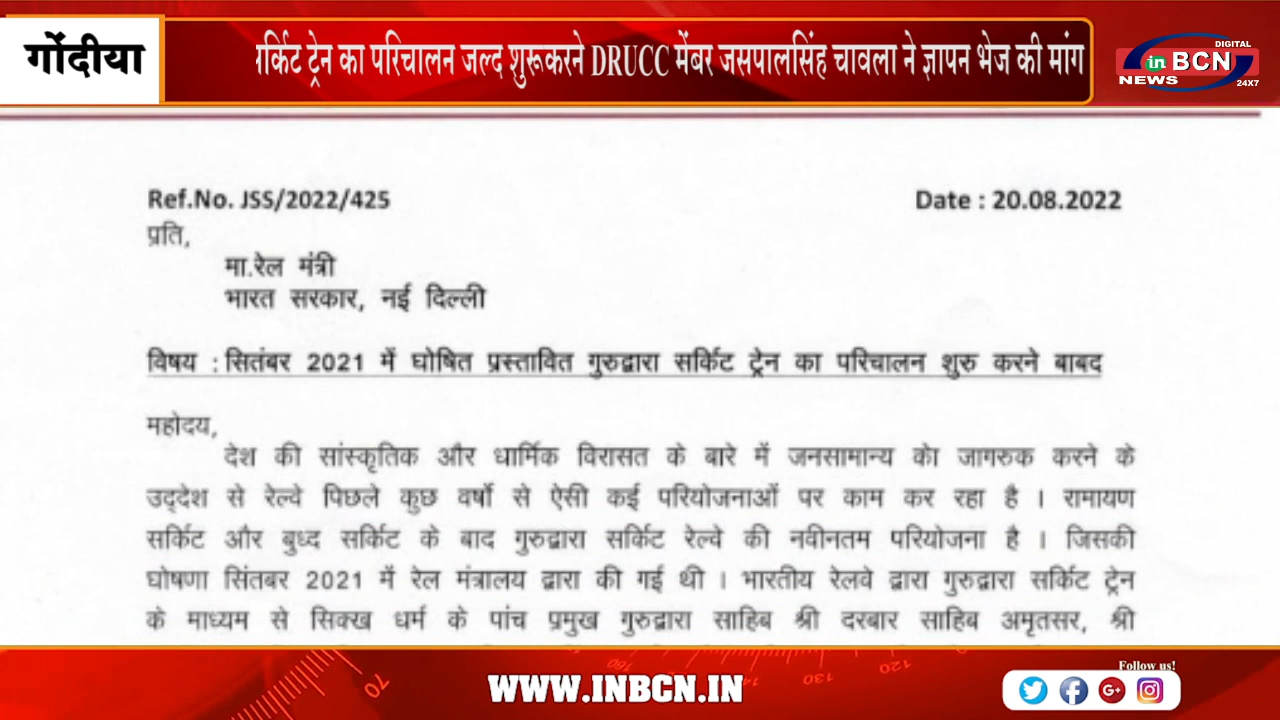 गोंदीया
र्किट ट्रेन का परिचालन जल्द शुरूकरने DRUCC मेंबर जसपालसिंह चावला ने ज्ञापन भेज की मांग
DIGITAL
in BCN
NEWS
24X7
Ref.No. JSS/2022/425 Date : 20.08.2022
प्रति,
मा.रेल मंत्री
भारत सरकार, नई दिल्ली
विषय : सितंबर 2021 में घोषित प्रस्तावित गुरुद्वारा सर्किट ट्रेन का परिचालन शुरु करने बाबद
महोदय,
देश की सांस्कृतिक और धार्मिक विरासत के बारे में जनसामान्य केा जागरुक करने के
उद्देश से रेल्वे पिछले कुछ वर्षो से ऐसी कई परियोजनाओं पर काम कर रहा है । रामायण
सर्किट और बुध्द सर्किट के बाद गुरुद्वारा सर्किट रेल्वे की नवीनतम परियोजना है । जिसकी
घोषणा सिंतबर 2021 में रेल मंत्रालय द्वारा की गई थी । भारतीय रेलवे द्वारा गुरुद्वारा सर्किट ट्रेन
के माध्यम से सिक्ख धर्म के पांच प्रमुख गुरुद्वारा साहिब श्री दरबार साहिब अमृतसर, श्री
70
130
120
WWW.INBCN.IN
Follow us!